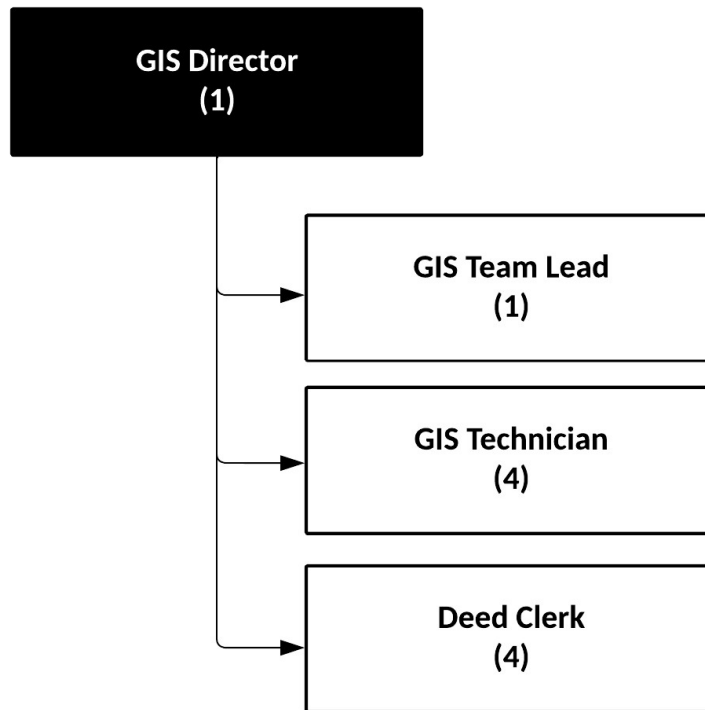 GIS Director
(1)
GIS Team Lead
(1)
GIS Technician
(4)
Deed Clerk
(4)